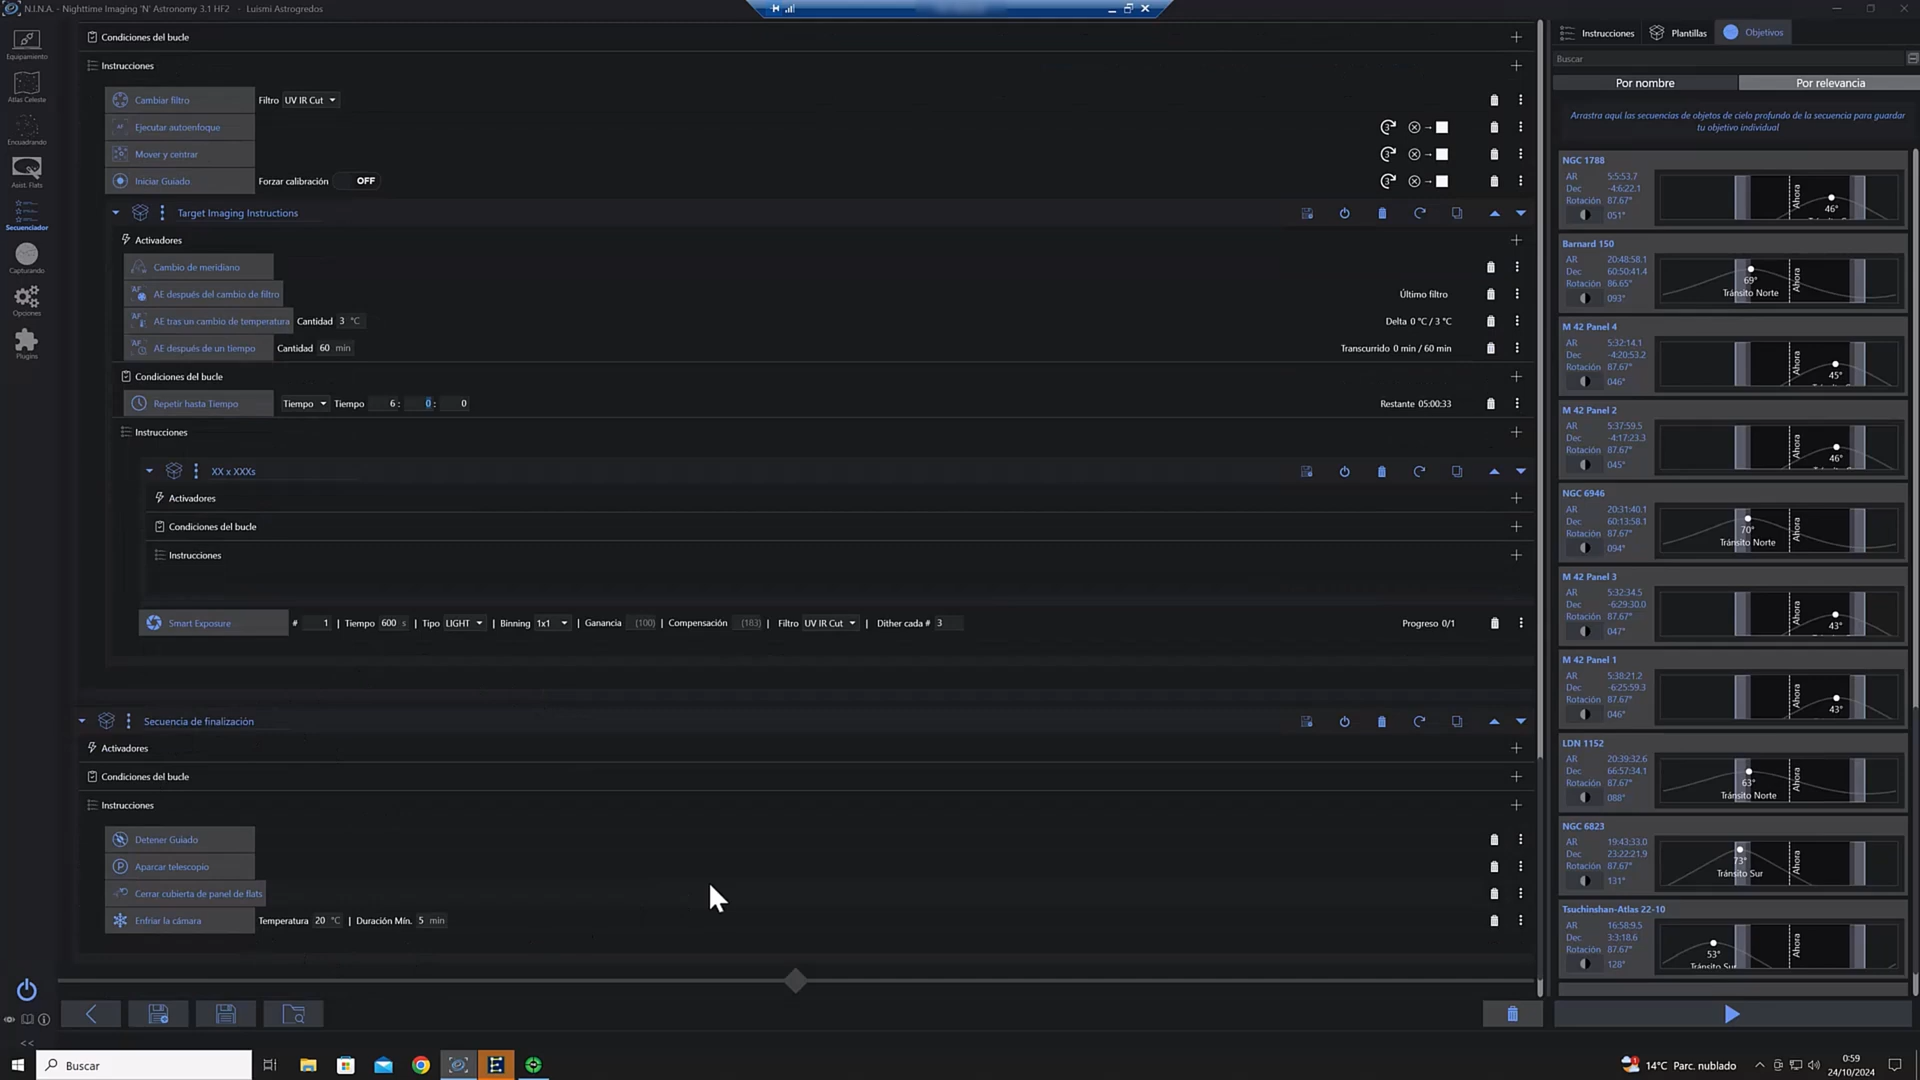 N.I.N.A. - Nighttime Imaging 'N' Astronomy 3.1 HF2 - Luismi Astrogredos
Equipamiento
Atlas Celeste
Encuadrando
Asist. Flats
Secuenciador
Capturando
Opciones
Plugins
<<
Condiciones del bucle
Instrucciones
Cambiar filtro Filtro UV IR Cut
Ejecutar autoenfoque 3
Mover y centrar 3
Iniciar Guiado Forzar calibración OFF 3
Target Imaging Instructions
Activadores
Cambio de meridiano
AE después del cambio de filtro Último filtro
AE tras un cambio de temperatura Cantidad 3 °C Delta 0 °C / 3 °C
AE después de un tiempo Cantidad 60 min Transcurrido 0 min / 60 min
Condiciones del bucle
Repetir hasta Tiempo Tiempo Tiempo 6 : 0 : 0 Restante 05:00:33
Instrucciones
XX x XXXs
Activadores
Condiciones del bucle
Instrucciones
Smart Exposure # 1 | Tiempo 600 s | Tipo LIGHT | Binning 1x1 | Ganancia (100) | Compensación (183) | Filtro UV IR Cut | Dither cada # 3 Progreso 0/1
Secuencia de finalización
Activadores
Condiciones del bucle
Instrucciones
Detener Guiado
Aparcar telescopio
Cerrar cubierta de panel de flats
Enfriar la cámara Temperatura 20 °C | Duración Mín. 5 min
Instrucciones Plantillas Objetivos
Buscar
Por nombre Por relevancia
Arrastra aquí las secuencias de objetos de cielo profundo de la secuencia para guardar
tu objetivo individual
NGC 1788
AR 5:5:53.7
Dec -4:6:22.1
Rotación 87.67°
051°
Ahora
46°
Barnard 150
AR 20:48:58.1
Dec 60:50:41.4
Rotación 86.65°
093°
Ahora
69°
Tránsito Norte
M 42 Panel 4
AR 5:32:14.1
Dec -4:20:53.2
Rotación 87.67°
046°
Ahora
45°
M 42 Panel 2
AR 5:37:59.5
Dec -4:17:23.3
Rotación 87.67°
045°
Ahora
46°
NGC 6946
AR 20:31:40.1
Dec 60:13:58.1
Rotación 87.67°
094°
Ahora
70°
Tránsito Norte
M 42 Panel 3
AR 5:32:34.5
Dec -6:29:30.0
Rotación 87.67°
047°
Ahora
43°
M 42 Panel 1
AR 5:38:21.2
Dec -6:25:59.3
Rotación 87.67°
046°
Ahora
43°
LDN 1152
AR 20:39:32.6
Dec 66:57:34.1
Rotación 87.67°
088°
Ahora
63°
Tránsito Norte
NGC 6823
AR 19:43:33.0
Dec 23:22:21.9
Rotación 87.67°
131°
Ahora
73°
Tránsito Sur
Tsuchinshan-Atlas 22-10
AR 16:58:9.5
Dec 3:3:18.6
Rotación 87.67°
128°
Ahora
53°
Tránsito Sur
Buscar
14°C Parc. nublado
0:59
24/10/2024